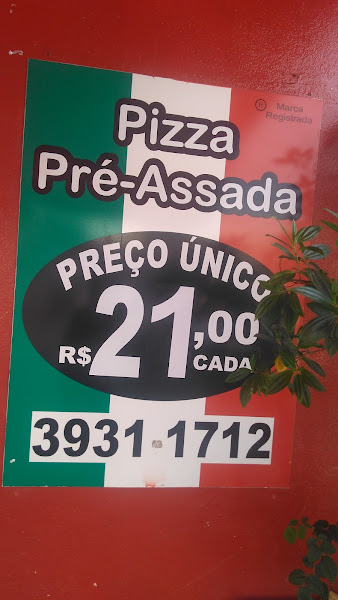 ® Marca
Registrada
Pizza
Pré-Assada
PREÇO ÚNICO
R$ 21,00
CADA
3931-1712